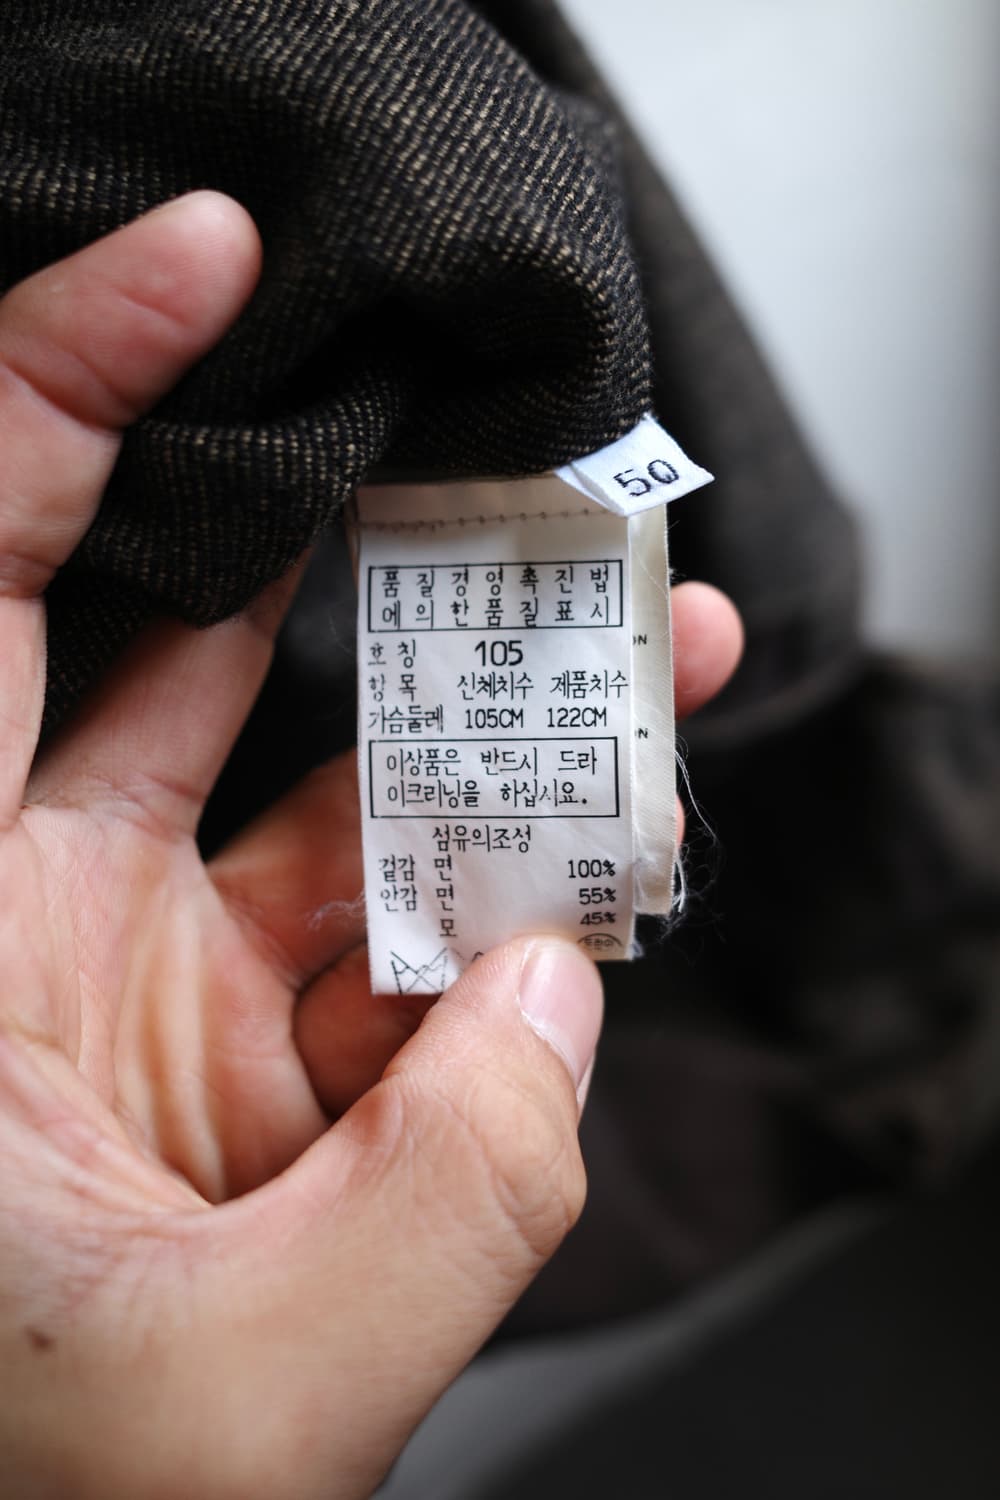 50
품질경영촉진법
에의한품질표시
호칭 105
항목 신체치수 제품치수
가슴둘레 105CM 122CM
이상품은 반드시 드라
이크리닝을 하십시요.
섬유의조성
겉감 면 100%
안감 면 55%
모 45%